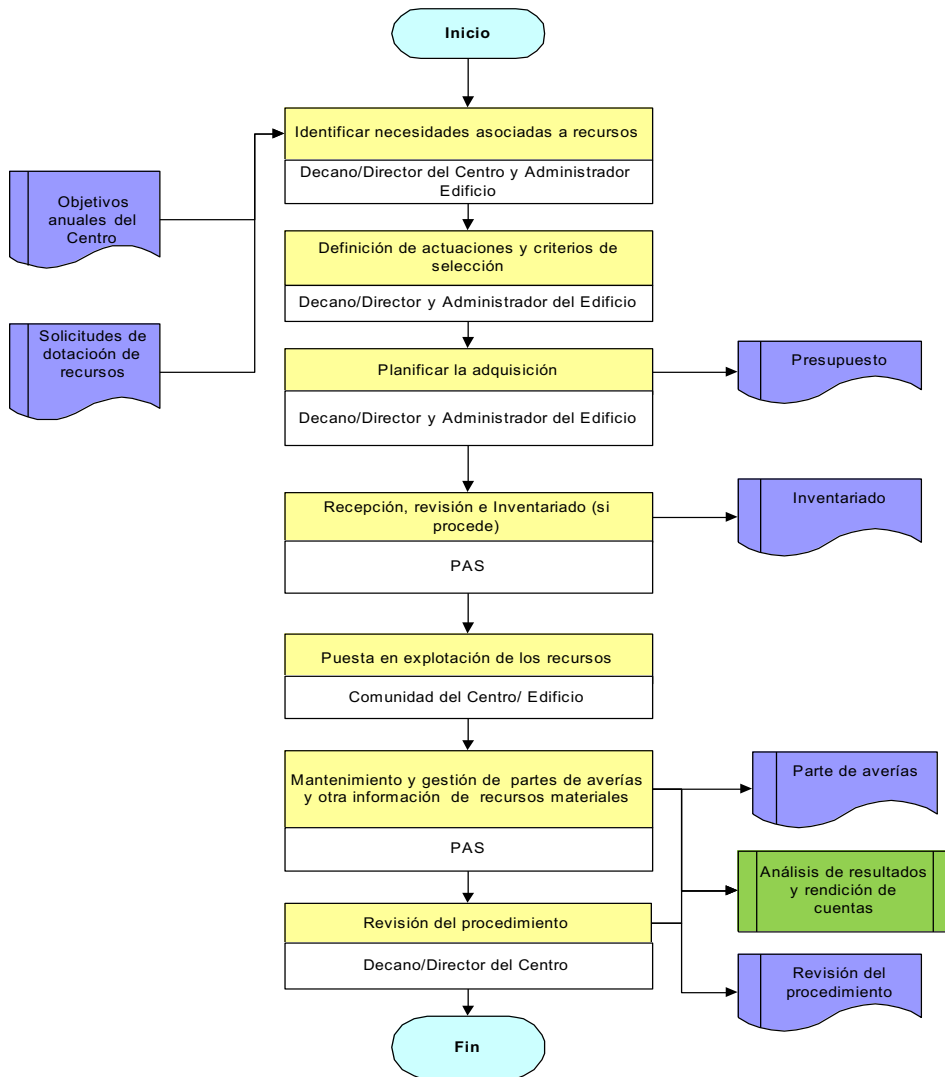 Inicio
Identificar necesidades asociadas a recursos
Decano/Director del Centro y Administrador
Edificio
Objetivos
anuales del
Centro
Definición de actuaciones y criterios de
selección
Decano/Director y Administrador del Edificio
Solicitudes de
dotacioón de
recursos
Planificar la adquisición
Decano/Director y Administrador del Edificio
Presupuesto
Recepción, revisión e Inventariado (si
procede)
PAS
Inventariado
Puesta en explotación de los recursos
Comunidad del Centro/ Edificio
Mantenimiento y gestión de partes de averías
y otra información de recursos materiales
PAS
Parte de averías
Análisis de resultados
y rendición de
cuentas
Revisión del procedimiento
Decano/Director del Centro
Revisión del
procedimiento
Fin